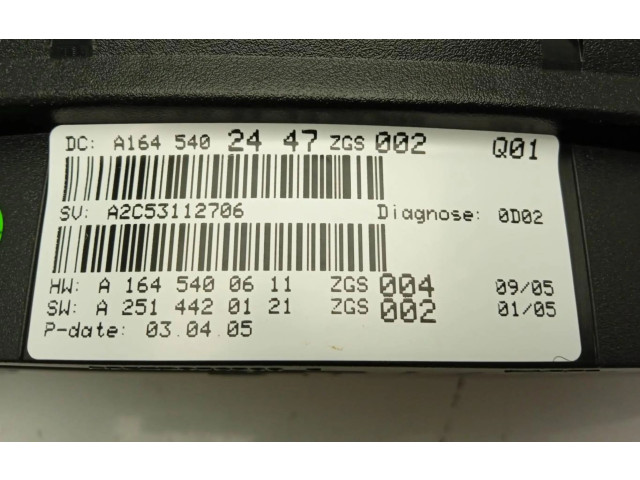 DC: A164 540 24 47 ZGS 002 Q01
SV: A2C53112706 Diagnose: 0D02
HW: A 164 540 06 11 ZGS 004 09/05
SW: A 251 442 01 21 ZGS 002 01/05
P-date: 03.04.05